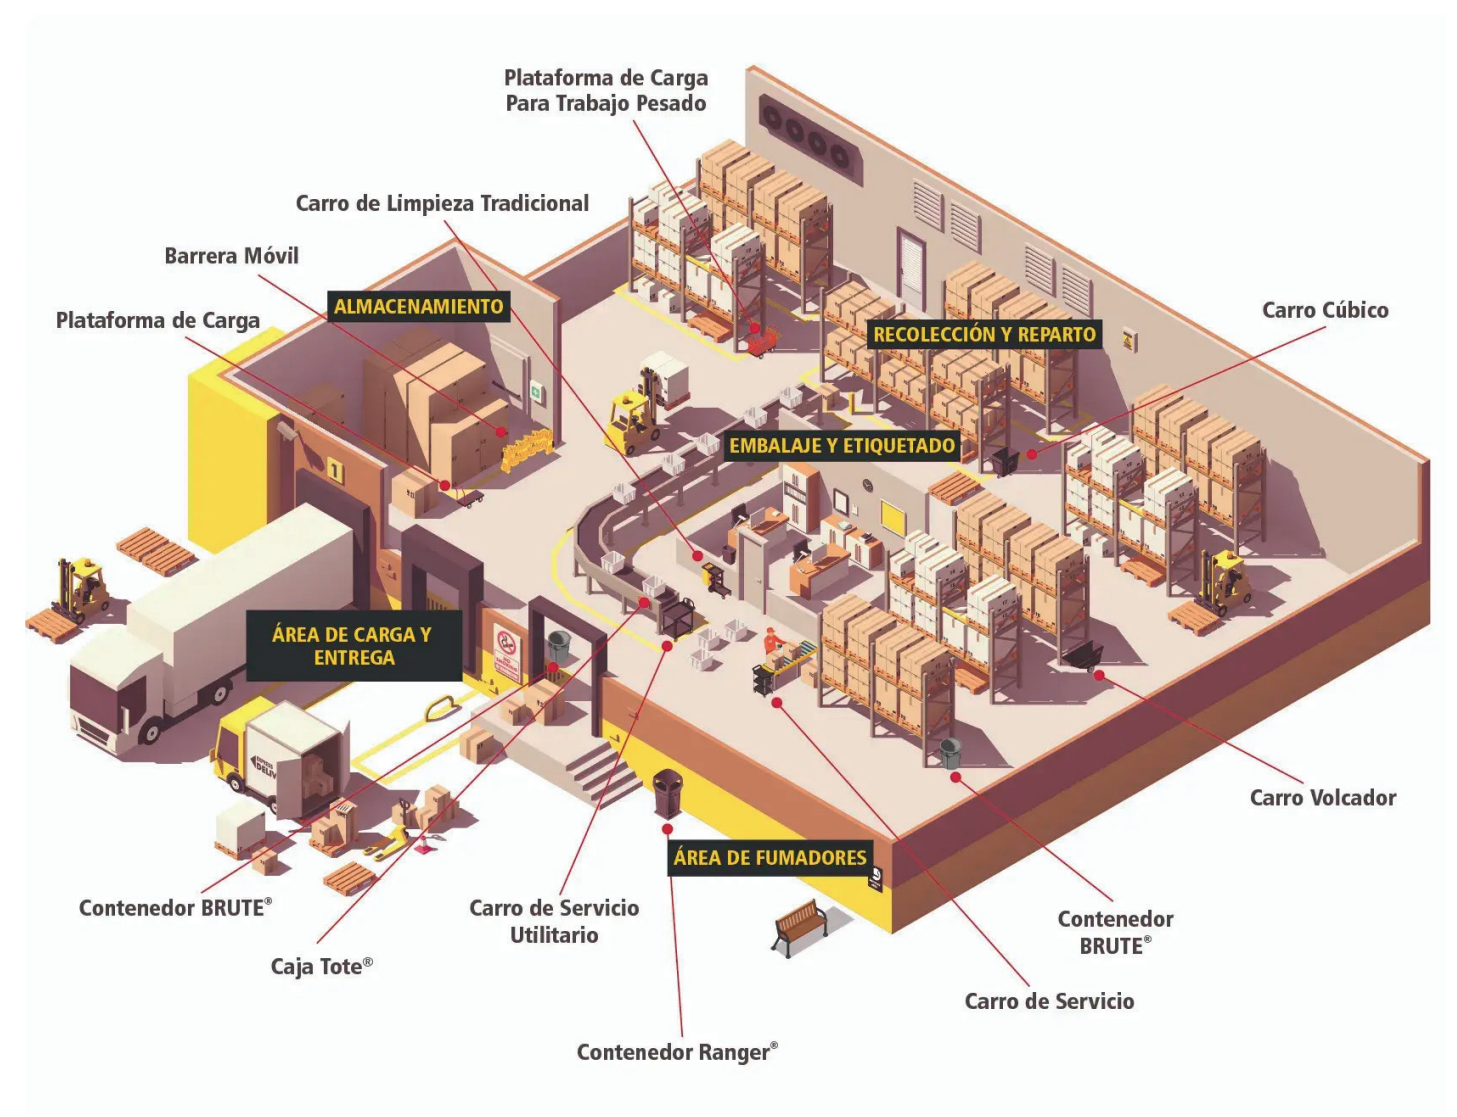 Plataforma de Carga
Para Trabajo Pesado
Carro de Limpieza Tradicional
Barrera Móvil
ALMACENAMIENTO
Plataforma de Carga
Carro Cúbico
RECOLECCIÓN Y REPARTO
EMBALAJE Y ETIQUETADO
1
ÁREA DE CARGA Y
ENTREGA
Carro Volcador
ÁREA DE FUMADORES
Contenedor BRUTE®
Carro de Servicio
Utilitario
Contenedor
BRUTE®
Caja Tote®
Carro de Servicio
Contenedor Ranger®